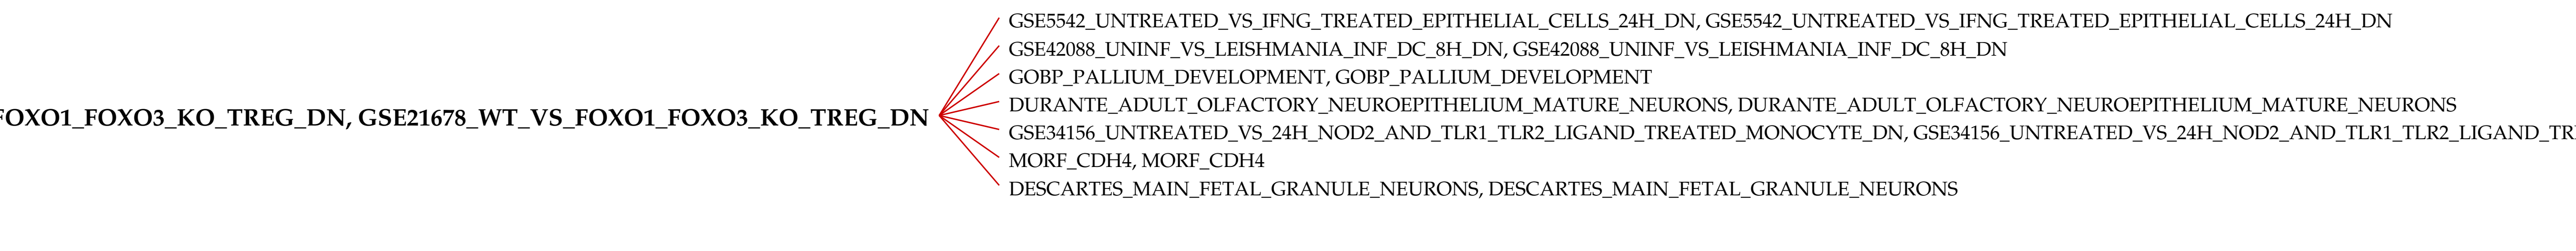 GSE5542_UNTREATED_VS_IFNG_TREATED_EPITHELIAL_CELLS_24H_DN, GSE5542_UNTREATED_VS_IFNG_TREATED_EPITHELIAL_CELLS_24H_DN
GSE42088_UNINF_VS_LEISHMANIA_INF_DC_8H_DN, GSE42088_UNINF_VS_LEISHMANIA_INF_DC_8H_DN
GOBP_PALLIUM_DEVELOPMENT, GOBP_PALLIUM_DEVELOPMENT
DURANTE_ADULT_OLFACTORY_NEUROEPITHELIUM_MATURE_NEURONS, DURANTE_ADULT_OLFACTORY_NEUROEPITHELIUM_MATURE_NEURONS
FOXO1_FOXO3_KO_TREG_DN, GSE21678_WT_VS_FOXO1_FOXO3_KO_TREG_DN
GSE34156_UNTREATED_VS_24H_NOD2_AND_TLR1_TLR2_LIGAND_TREATED_MONOCYTE_DN, GSE34156_UNTREATED_VS_24H_NOD2_AND_TLR1_TLR2_LIGAND_TR
MORF_CDH4, MORF_CDH4
DESCARTES_MAIN_FETAL_GRANULE_NEURONS, DESCARTES_MAIN_FETAL_GRANULE_NEURONS